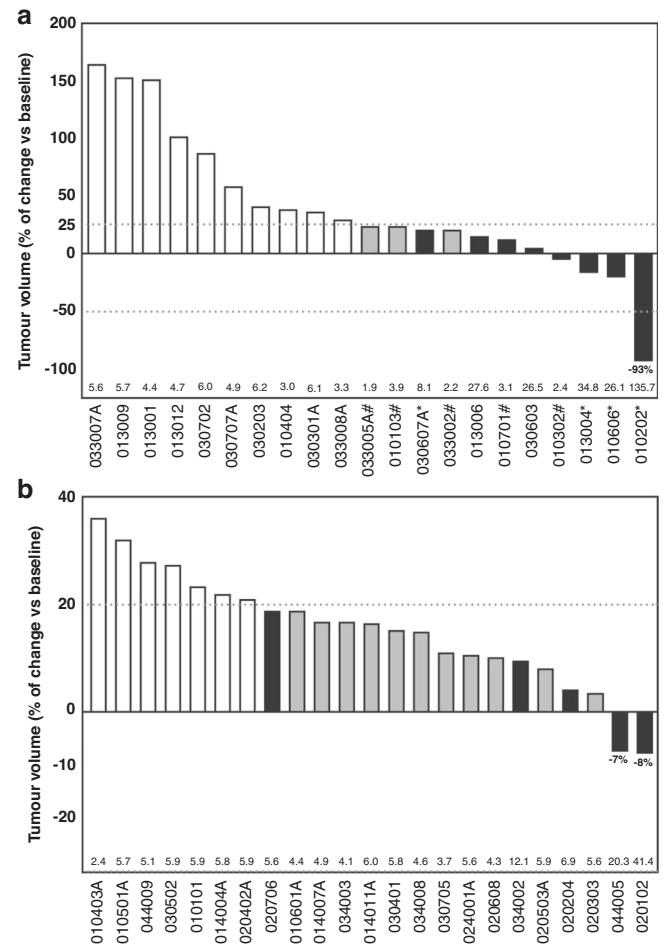 a
Tumour volume (% of change vs baseline)
200
150
100
50
25
0
-50
-100
-93%
5.6 5.7 4.4 4.7 6.0 4.9 6.2 3.0 6.1 3.3 1.9 3.9 8.1 2.2 27.6 3.1 26.5 2.4 34.8 26.1 135.7
033007A
013009
013001
013012
030702
030707A
030203
010404
030301A
033008A
033005A#
010103#
030607A*
033002#
013006
010701#
030603
010302#
013004*
010606*
010202*
b
Tumour volume (% of change vs baseline)
40
20
0
-10
-20
-7% -8%
2.4 5.7 5.1 5.9 5.9 5.8 5.9 5.6 4.4 4.9 4.1 6.0 5.8 4.6 3.7 5.6 4.3 12.1 5.9 6.9 5.6 20.3 41.4
010403A
010501A
044009
030502
010101
014004A
020402A
020706
010601A
014007A
034003
014011A
030401
034008
030705
024001A
020608
034002
020503A
020204
020303
044005
020102